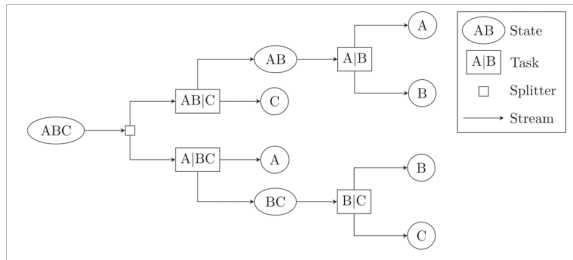 A
AB
A|B
AB State
A|B Task
B
AB|C
C
Splitter
ABC
Stream
A|BC
A
B
BC
B|C
C